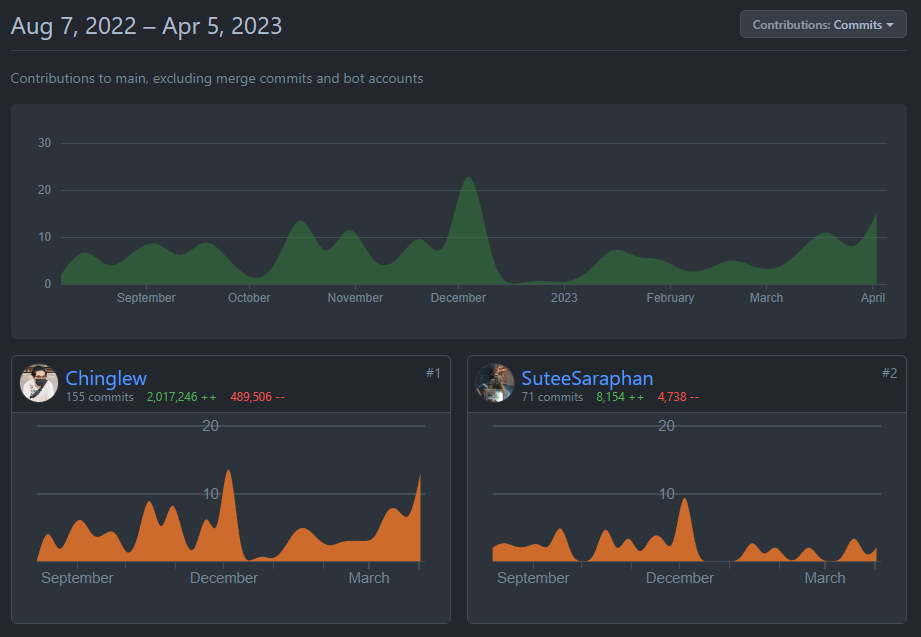 Aug 7, 2022 – Apr 5, 2023
Contributions: Commits
Contributions to main, excluding merge commits and bot accounts
30
20
10
0
September October November December 2023 February March April
Chinglew #1
155 commits 2,017,246 ++ 489,506 --
20
10
September December March
SuteeSaraphan #2
71 commits 8,154 ++ 4,738 --
20
10
September December March